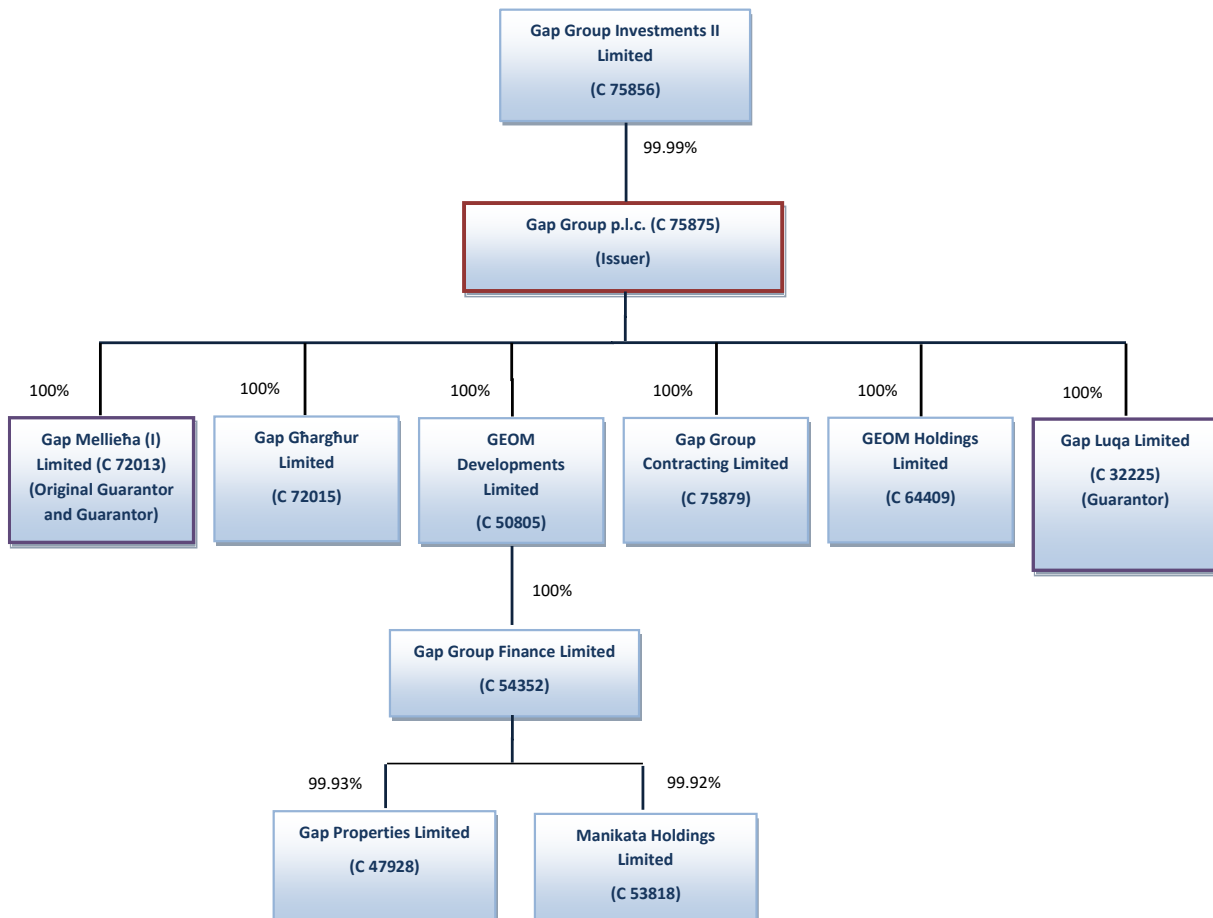 Gap Group Investments II
Limited
(C 75856)
99.99%
Gap Group p.l.c. (C 75875)
(Issuer)
100%
100%
100%
100%
100%
100%
Gap Mellieħa (I)
Limited (C 72013)
(Original Guarantor
and Guarantor)
Gap Għargħur
Limited
(C 72015)
GEOM
Developments
Limited
(C 50805)
Gap Group
Contracting Limited
(C 75879)
GEOM Holdings
Limited
(C 64409)
Gap Luqa Limited
(C 32225)
(Guarantor)
100%
Gap Group Finance Limited
(C 54352)
99.93%
99.92%
Gap Properties Limited
(C 47928)
Manikata Holdings
Limited
(C 53818)